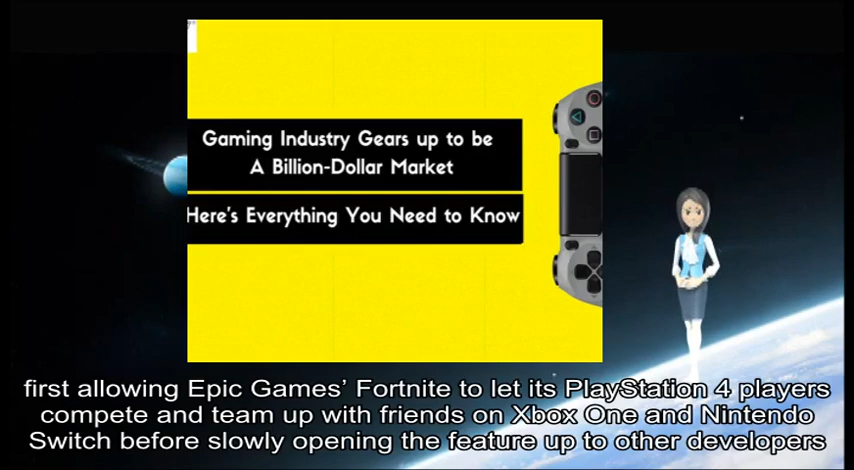 Gaming Industry Gears up to be
A Billion-Dollar Market
Here's Everything You Need to Know
first allowing Epic Games' Fortnite to let its PlayStation 4 players
compete and team up with friends on Xbox One and Nintendo
Switch before slowly opening the feature up to other developers